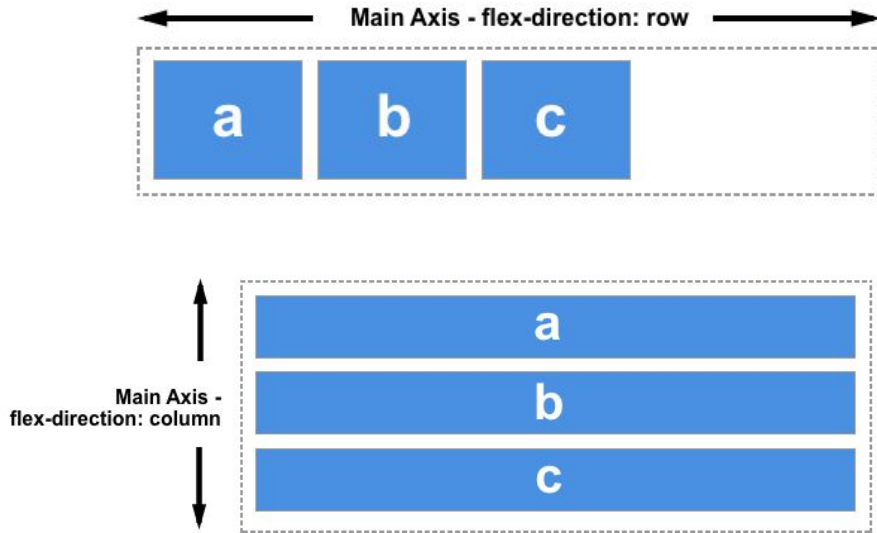 Main Axis - flex-direction: row
a b c
a
Main Axis -
flex-direction: column
b
c